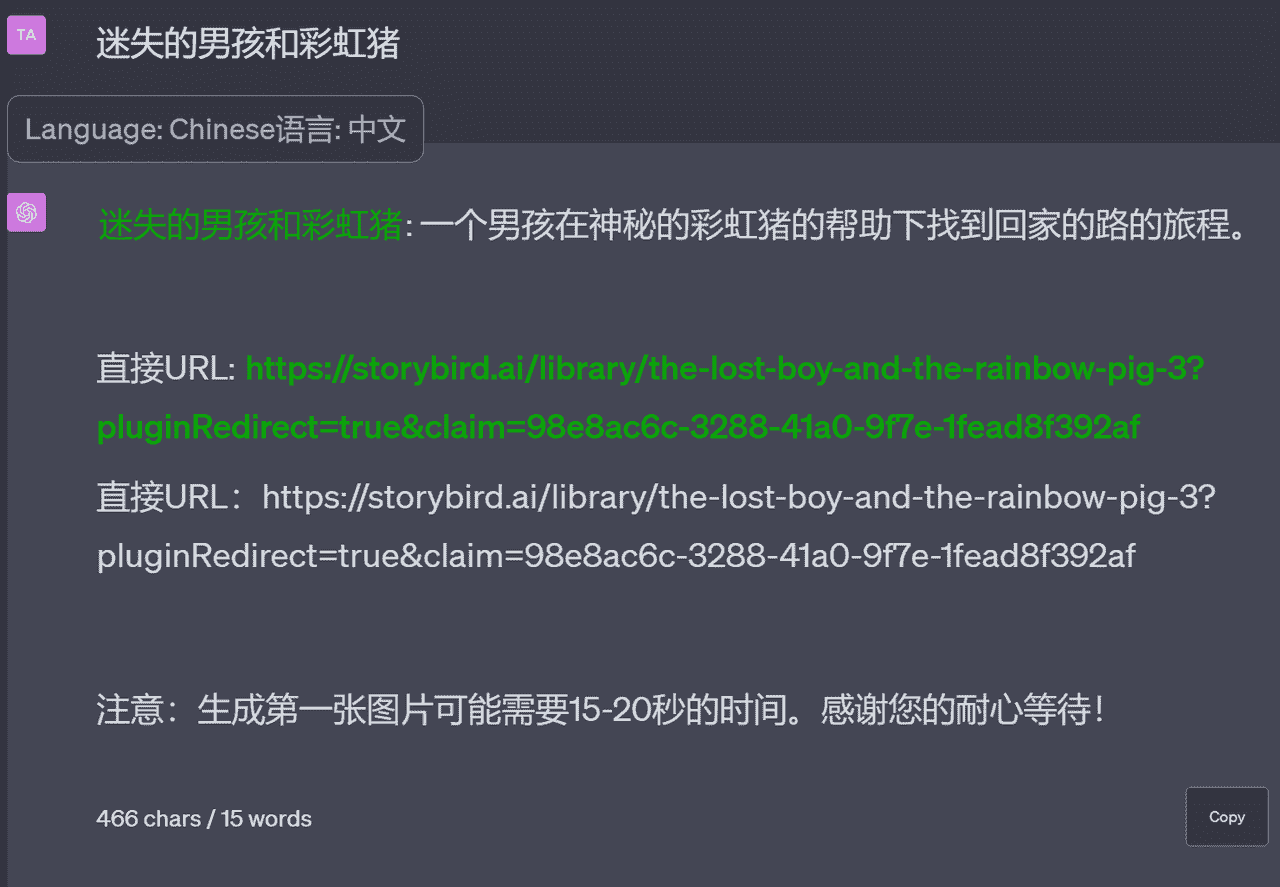 TA
迷失的男孩和彩虹猪
Language: Chinese语言: 中文
迷失的男孩和彩虹猪: 一个男孩在神秘的彩虹猪的帮助下找到回家的路的旅程。
直接URL: https://storybird.ai/library/the-lost-boy-and-the-rainbow-pig-3?
pluginRedirect=true&claim=98e8ac6c-3288-41a0-9f7e-1fead8f392af
直接URL：https://storybird.ai/library/the-lost-boy-and-the-rainbow-pig-3?
pluginRedirect=true&claim=98e8ac6c-3288-41a0-9f7e-1fead8f392af
注意：生成第一张图片可能需要15-20秒的时间。感谢您的耐心等待！
466 chars / 15 words
Copy